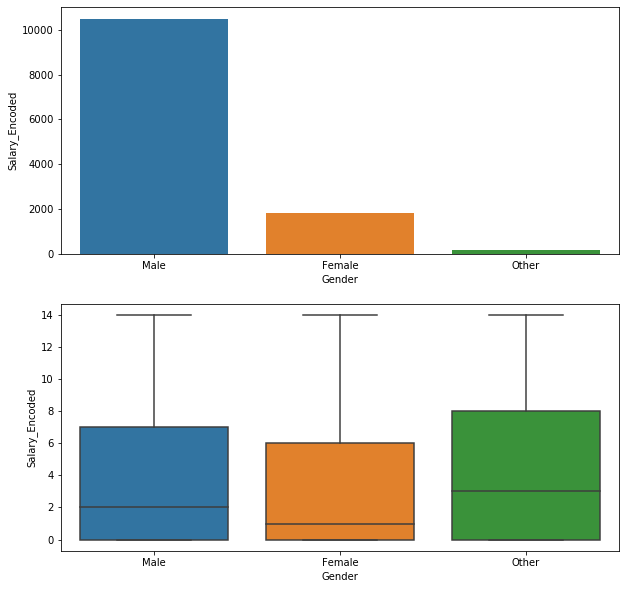 10000
8000
6000
4000
2000
0
Salary_Encoded
Male Female Other
Gender
14
12
10
8
6
4
2
0
Salary_Encoded
Male Female Other
Gender